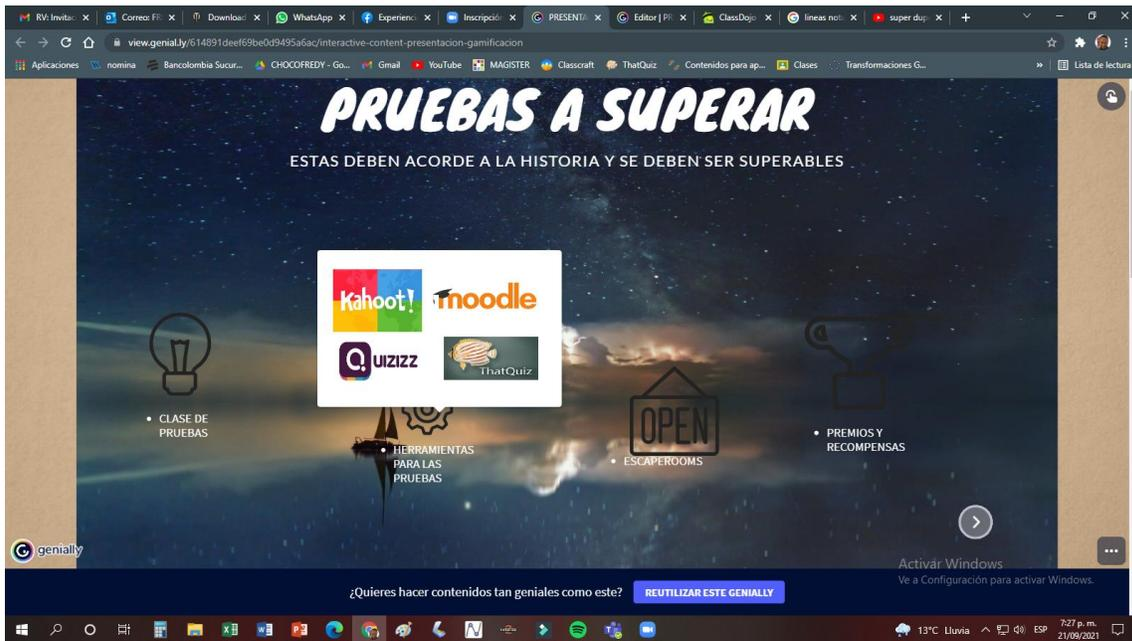 RV: Invitac
Correo: FR
Download
WhatsApp
Experienci
Inscripción
PRESENTA
Editor | PR
ClassDojo
lineas not
super dup
view.genial.ly/614891deef69be0d9495a6ac/interactive-content-presentacion-gamificacion
Aplicaciones
nomina
Bancolombia Sucur...
CHOCOFREDY - Go...
Gmail
YouTube
MAGISTER
Classcraft
ThatQuiz
Contenidos para ap...
Clases
Transformaciones G...
»
Lista de lectura
PRUEBAS A SUPERAR
ESTAS DEBEN ACORDE A LA HISTORIA Y SE DEBEN SER SUPERABLES
Kahoot!
moodle
QUIZIZZ
ThatQuiz
• CLASE DE
PRUEBAS
• HERRAMIENTAS
PARA LAS
PRUEBAS
OPEN
• ESCAPEROOMS
• PREMIOS Y
RECOMPENSAS
genially
Activar Windows
Ve a Configuración para activar Windows.
¿Quieres hacer contenidos tan geniales como este?
REUTILIZAR ESTE GENIALLY
13°C Lluvia
ESP
7:27 p. m.
21/09/2021